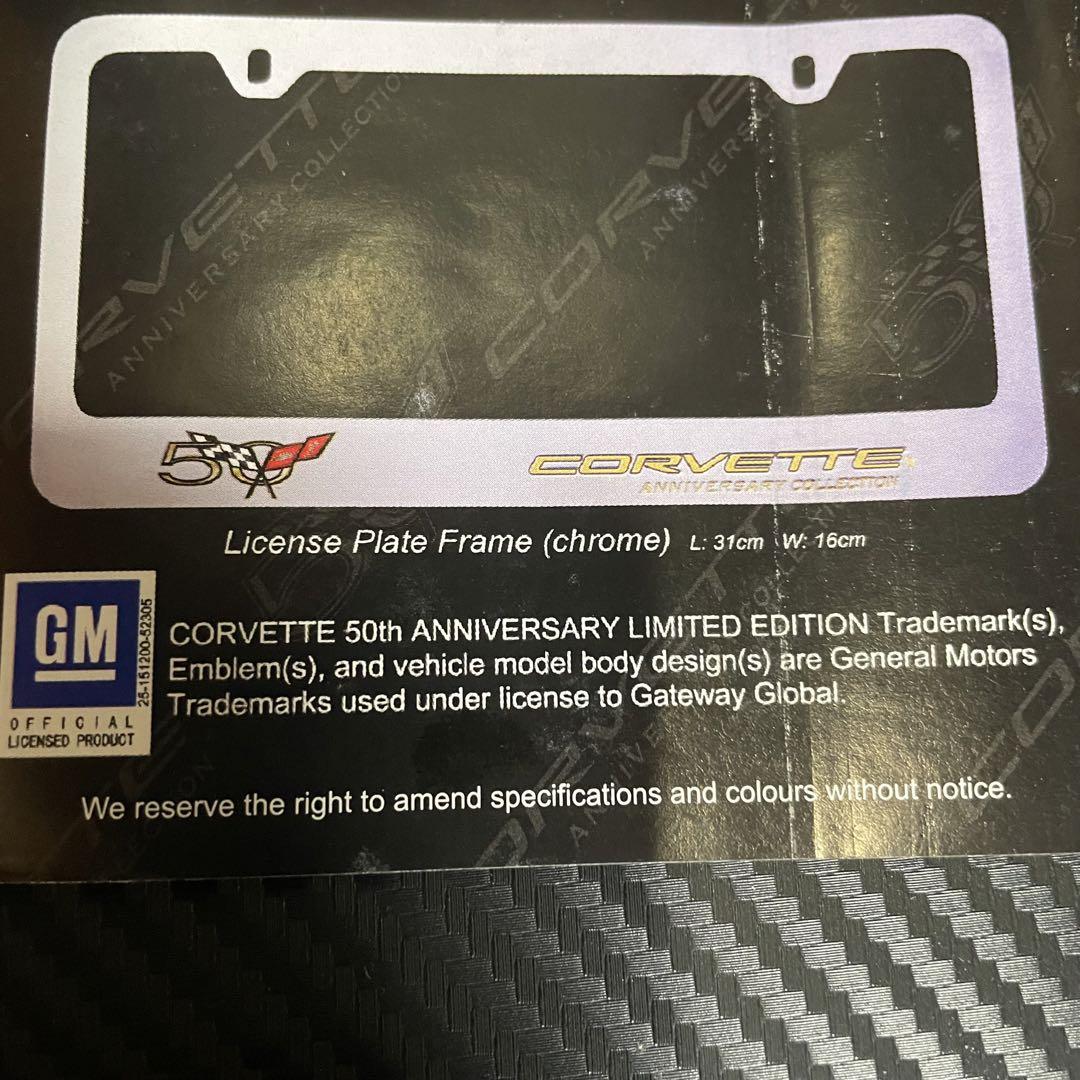 50
CORVETTE
ANNIVERSARY COLLECTION
License Plate Frame (chrome) L: 31cm W: 16cm
GM
25-151200-52305
OFFICIAL
LICENSED PRODUCT
CORVETTE 50th ANNIVERSARY LIMITED EDITION Trademark(s),
Emblem(s), and vehicle model body design(s) are General Motors
Trademarks used under license to Gateway Global.
We reserve the right to amend specifications and colours without notice.